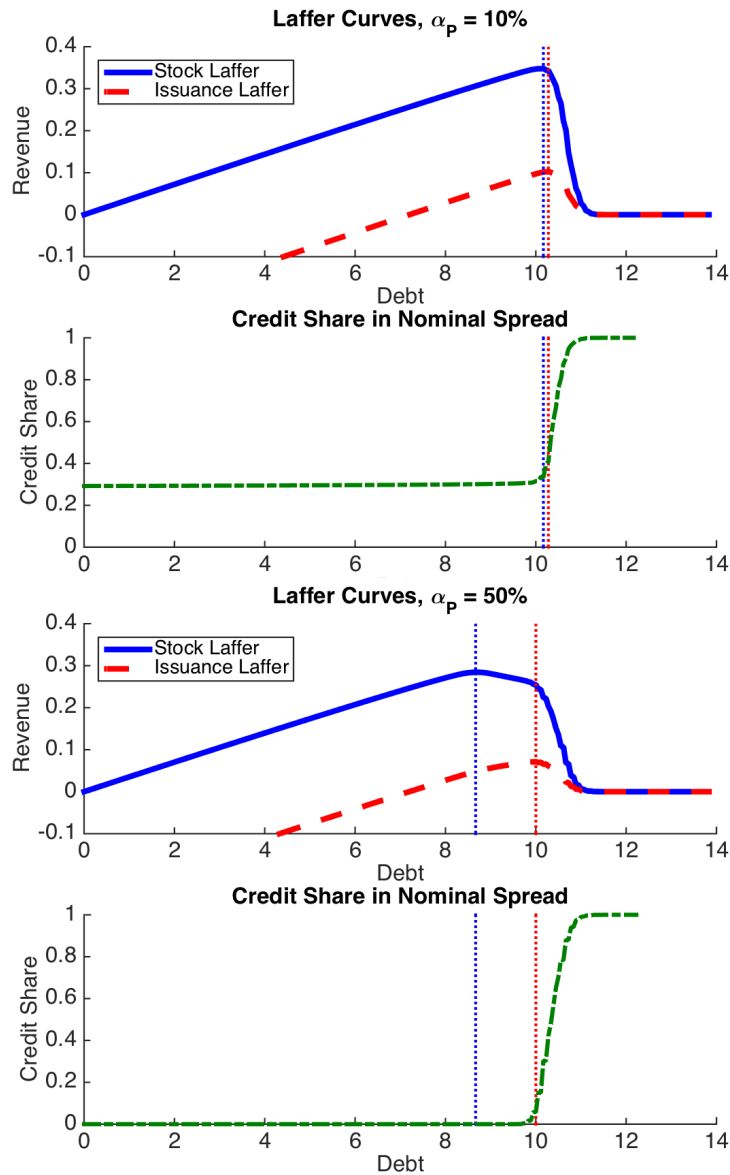 Laffer Curves, αP = 10%
0.4
0.3
0.2
0.1
0
-0.1
Revenue
Stock Laffer
Issuance Laffer
0 2 4 6 8 10 12 14
Debt
Credit Share in Nominal Spread
1
0.8
0.6
0.4
0.2
0
Credit Share
0 2 4 6 8 10 12 14
Debt
Laffer Curves, αP = 50%
0.4
0.3
0.2
0.1
0
-0.1
Revenue
Stock Laffer
Issuance Laffer
0 2 4 6 8 10 12 14
Debt
Credit Share in Nominal Spread
1
0.8
0.6
0.4
0.2
0
Credit Share
0 2 4 6 8 10 12 14
Debt